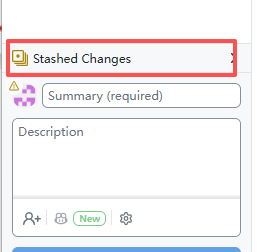 Stashed Changes
Summary (required)
Description
New